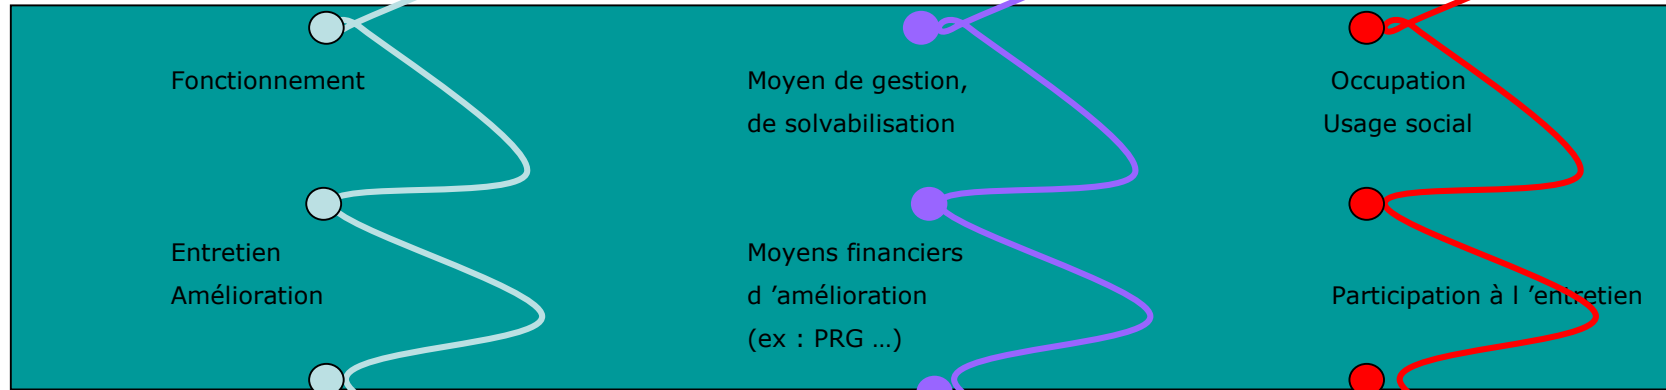 Fonctionnement
Moyen de gestion,
de solvabilisation
Occupation
Usage social
Entretien
Amélioration
Moyens financiers
d ’amélioration
(ex : PRG ...)
Participation à l ’entretien